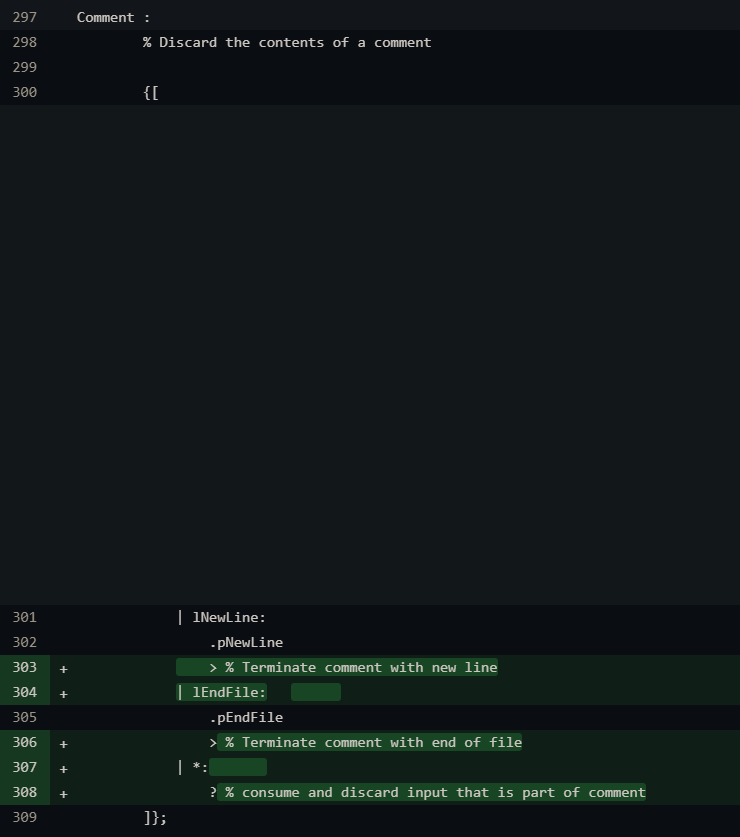 297 Comment :
298 % Discard the contents of a comment
299
300 {[
301 | lNewLine:
302 .pNewLine
303 + > % Terminate comment with new line
304 + | lEndFile:
305 .pEndFile
306 + > % Terminate comment with end of file
307 + | *:
308 + ? % consume and discard input that is part of comment
309 ]};